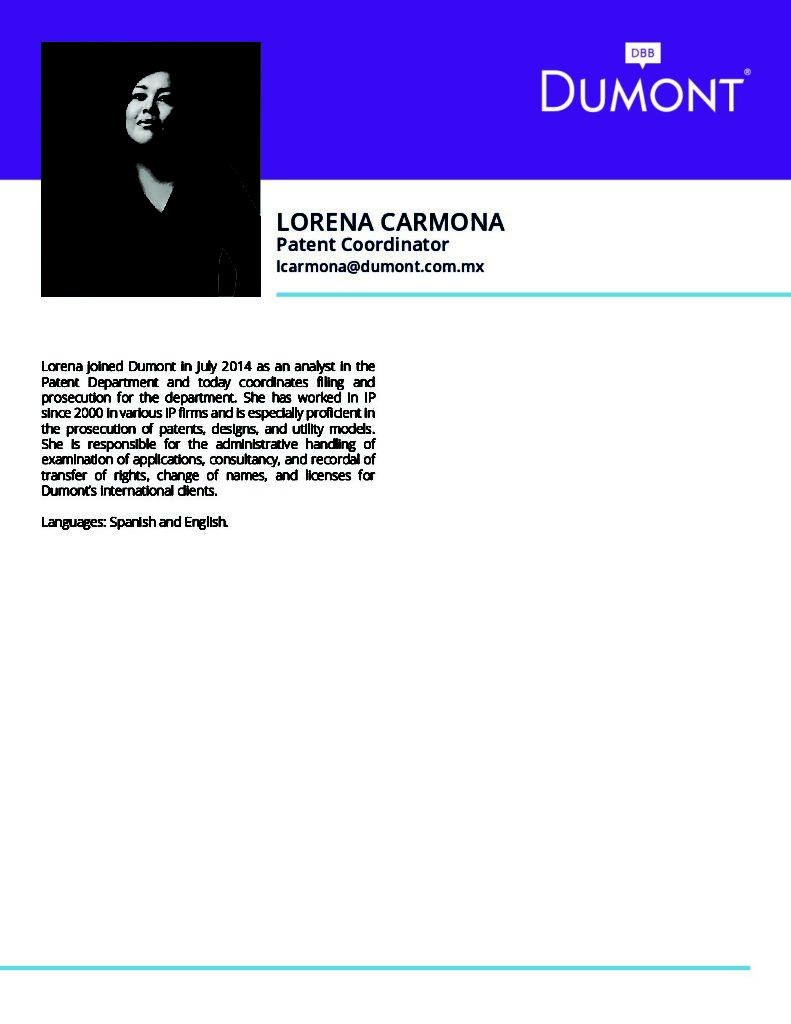 DBB
DUMONT®
LORENA CARMONA
Patent Coordinator
lcarmona@dumont.com.mx
Lorena joined Dumont in July 2014 as an analyst in the
Patent Department and today coordinates filing and
prosecution for the department. She has worked in IP
since 2000 in various IP firms and is especially proficient in
the prosecution of patents, designs, and utility models.
She is responsible for the administrative handling of
examination of applications, consultancy, and recordal of
transfer of rights, change of names, and licenses for
Dumont's international clients.
Languages: Spanish and English.